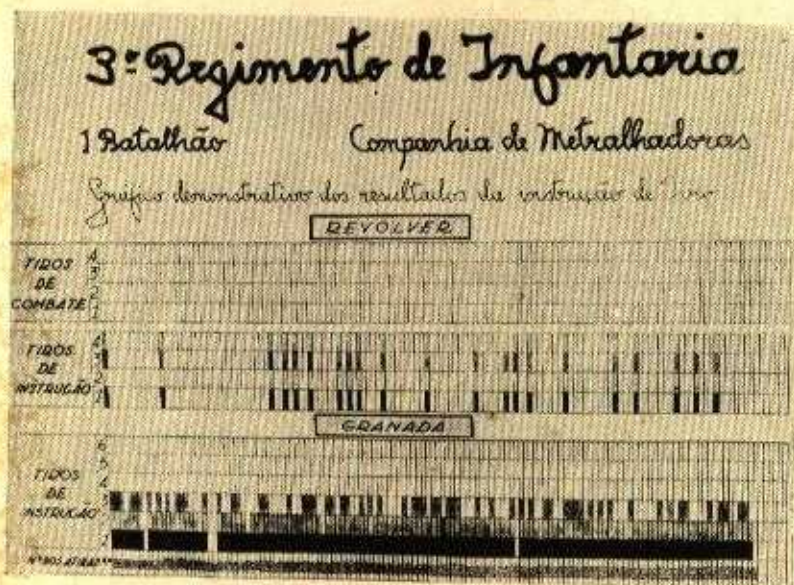 3º Regimento de Infantaria
1 Batalhão Companhia de Metralhadoras
Gráfico demonstrativo dos resultados da instrução de Tiro
REVOLVER
TIROS DE COMBATE
4
3
2
1
TIROS DE INSTRUÇÃO
4
3
2
1
GRANADA
TIROS DE INSTRUÇÃO
6
5
4
3
1